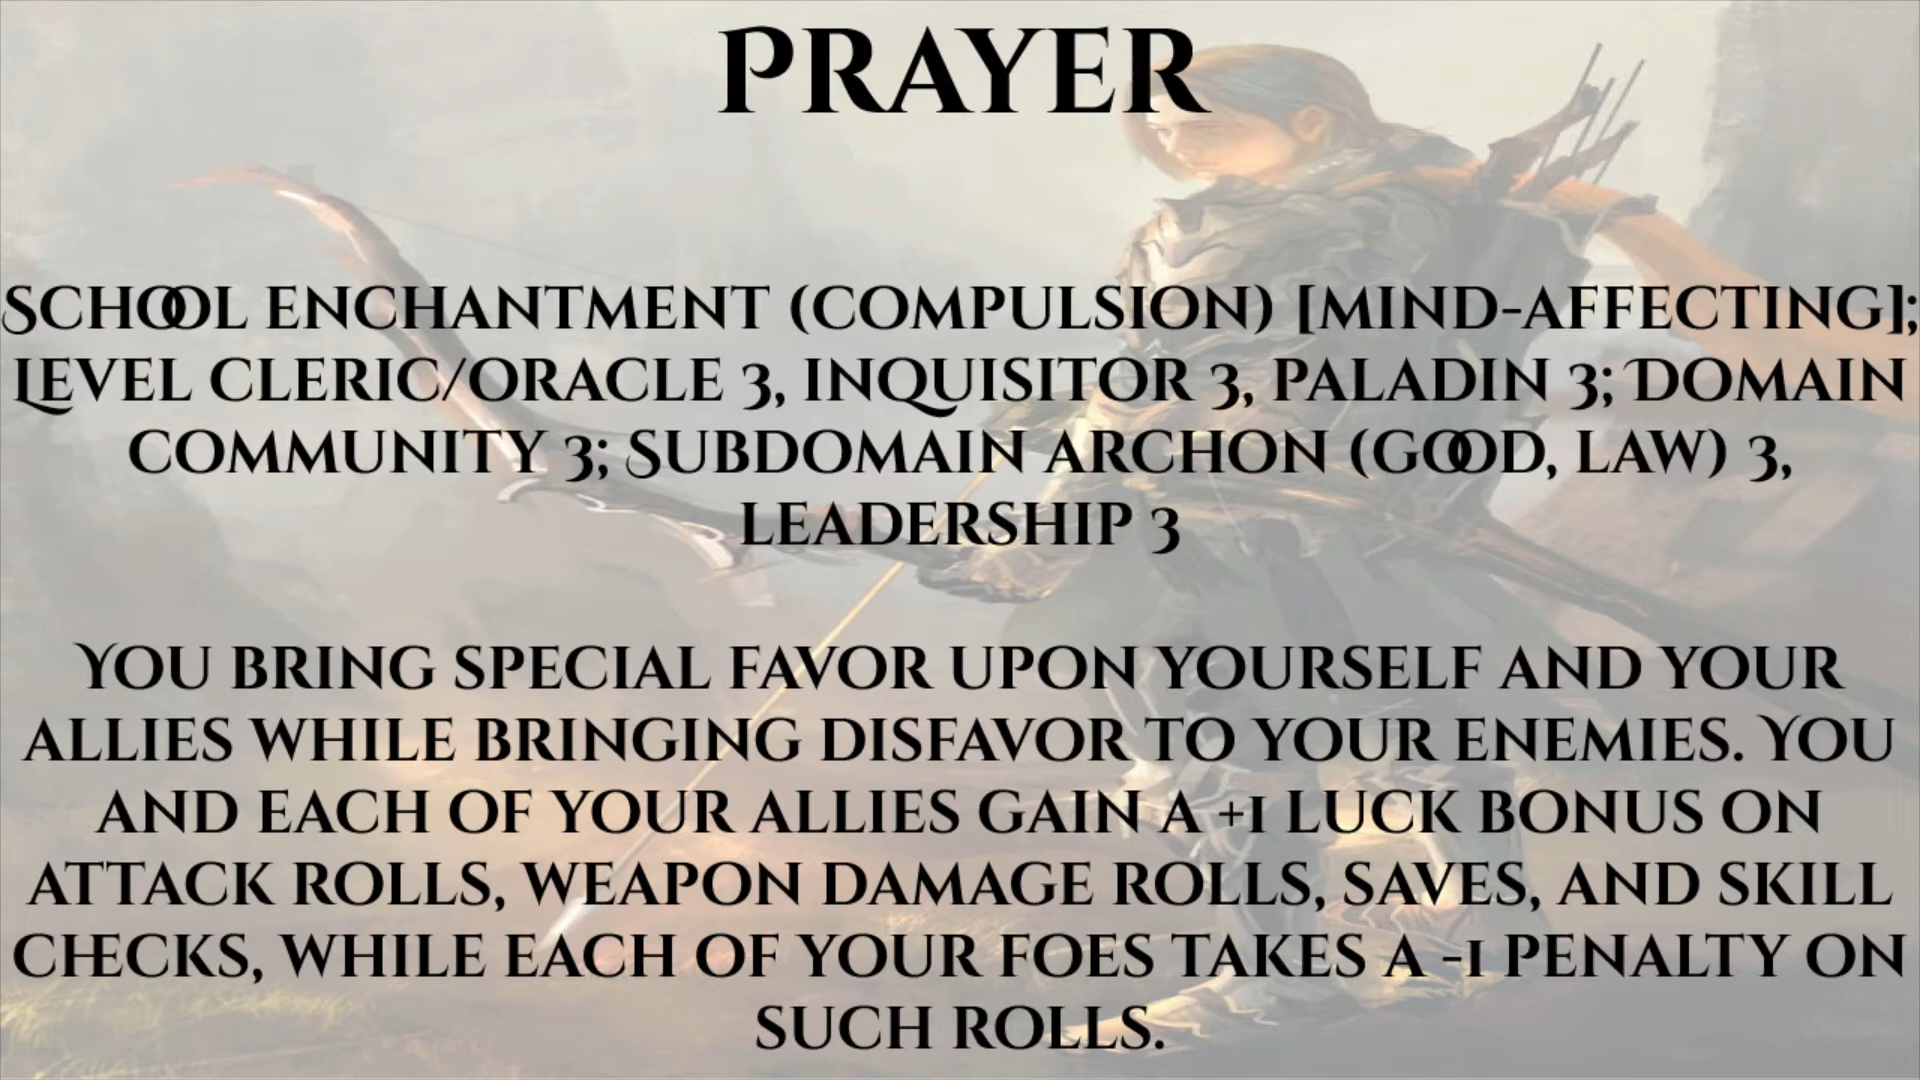 PRAYER
SCHOOL ENCHANTMENT (COMPULSION) [MIND-AFFECTING];
LEVEL CLERIC/ORACLE 3, INQUISITOR 3, PALADIN 3; DOMAIN
COMMUNITY 3; SUBDOMAIN ARCHON (GOOD, LAW) 3,
LEADERSHIP 3
YOU BRING SPECIAL FAVOR UPON YOURSELF AND YOUR
ALLIES WHILE BRINGING DISFAVOR TO YOUR ENEMIES. YOU
AND EACH OF YOUR ALLIES GAIN A +1 LUCK BONUS ON
ATTACK ROLLS, WEAPON DAMAGE ROLLS, SAVES, AND SKILL
CHECKS, WHILE EACH OF YOUR FOES TAKES A -1 PENALTY ON
SUCH ROLLS.